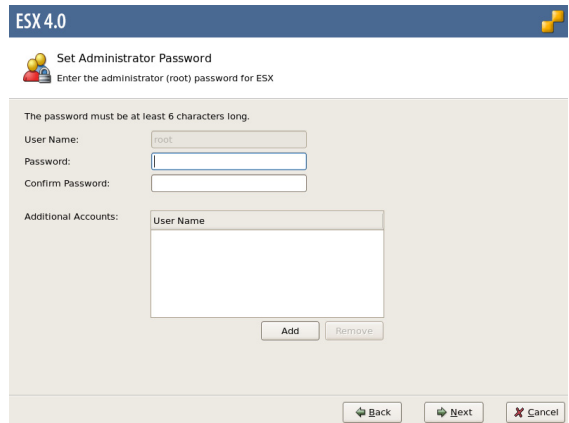 ESX 4.0
Set Administrator Password
Enter the administrator (root) password for ESX
The password must be at least 6 characters long.
User Name:
root
Password:
Confirm Password:
Additional Accounts:
User Name
Add
Remove
Back
Next
Cancel